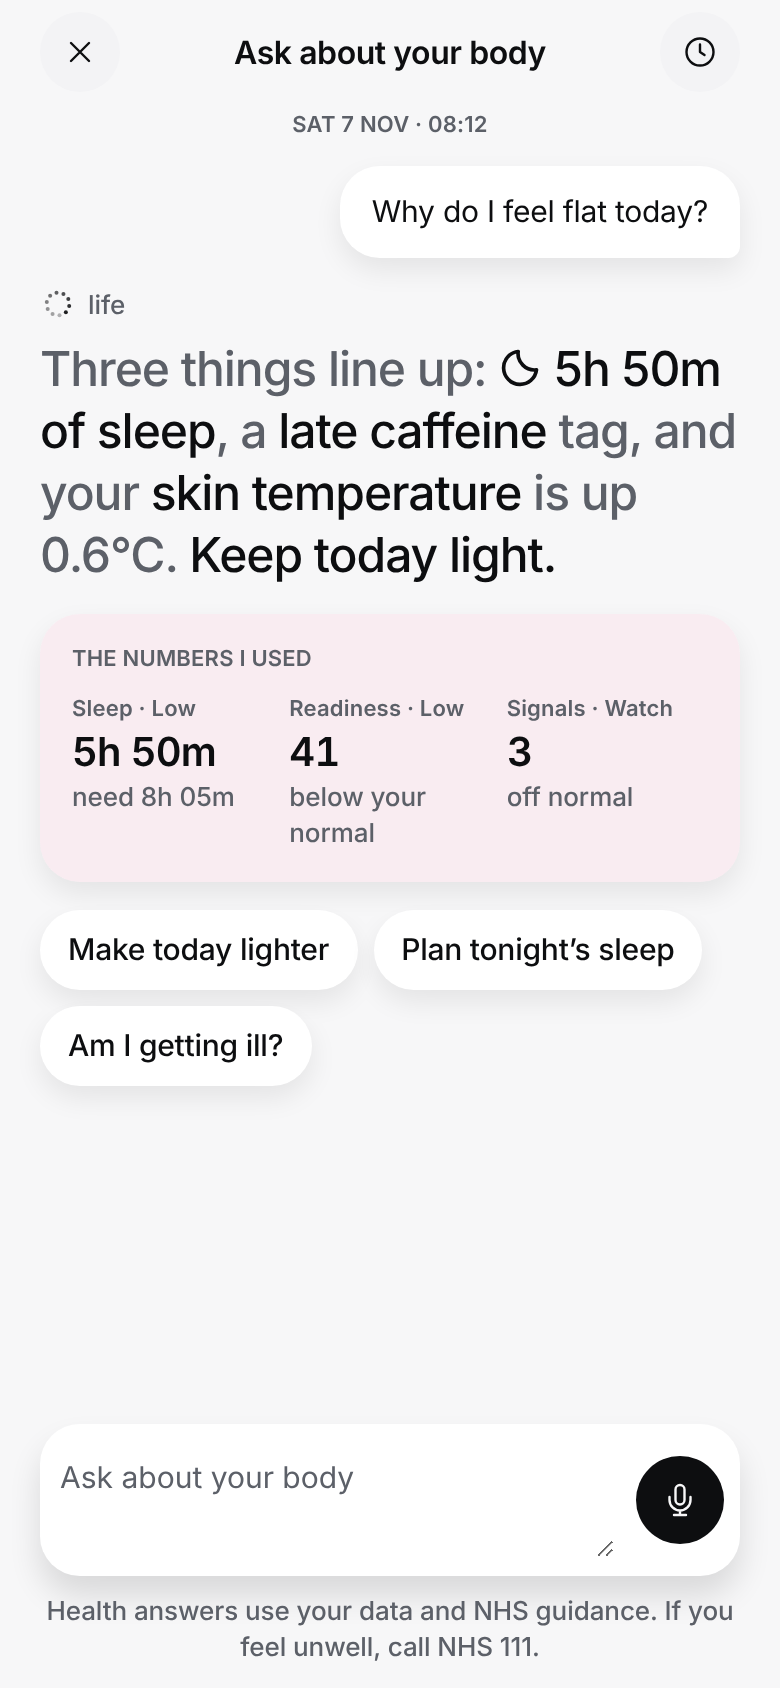 Ask about your body
SAT 7 NOV · 08:12
Why do I feel flat today?
life
Three things line up: 5h 50m
of sleep, a late caffeine tag, and
your skin temperature is up
0.6°C. Keep today light.
THE NUMBERS I USED
Sleep · Low
5h 50m
need 8h 05m
Readiness · Low
41
below your
normal
Signals · Watch
3
off normal
Make today lighter
Plan tonight’s sleep
Am I getting ill?
Ask about your body
Health answers use your data and NHS guidance. If you
feel unwell, call NHS 111.